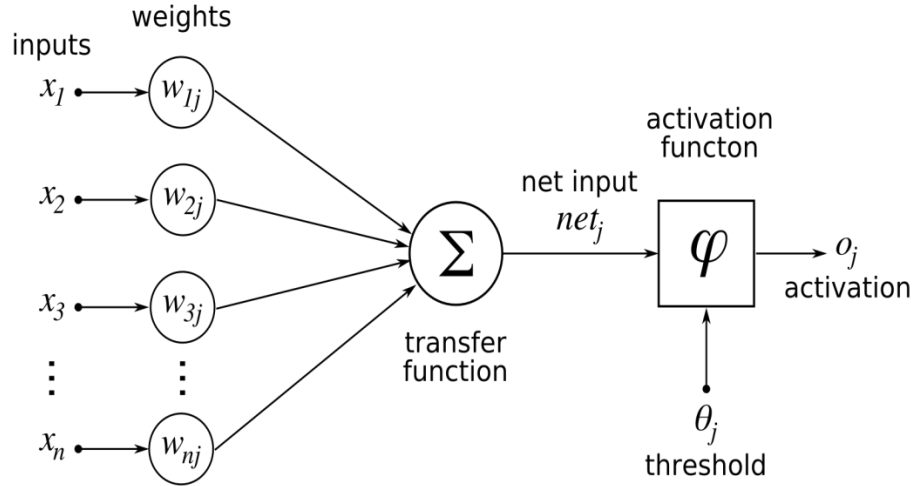 weights
inputs
x₁ w₁ⱼ
activation
functon
x₂ w₂ⱼ
net input
netⱼ
Σ
φ
oⱼ
activation
x₃ w₃ⱼ
transfer
function
⋮ ⋮
θⱼ
threshold
xₙ wₙⱼ